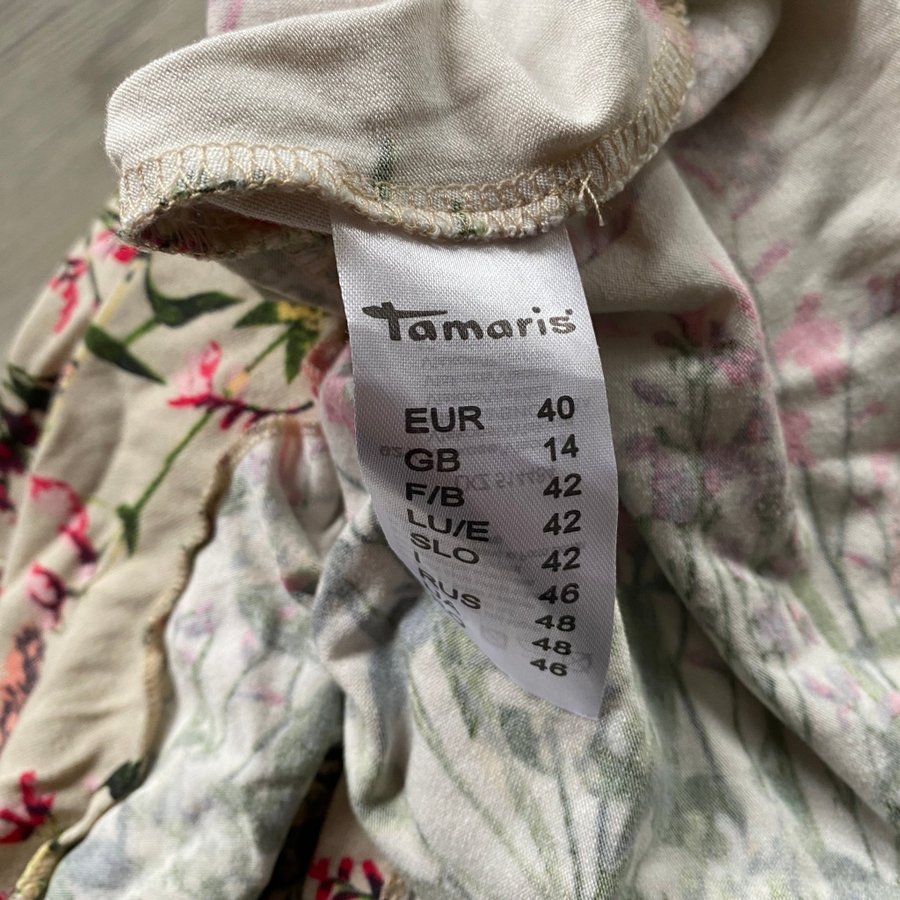 Tamaris
EUR 40
GB 14
F/B 42
LU/E 42
SLO 42
I 46
RUS 48
48
46